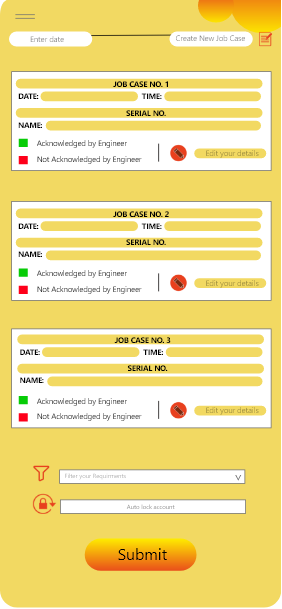 Enter date
Create New Job Case
JOB CASE NO. 1
DATE: TIME:
SERIAL NO.
NAME:
Acknowledged by Engineer
Not Acknowledged by Engineer
Edit your details
JOB CASE NO. 2
DATE: TIME:
SERIAL NO.
NAME:
Acknowledged by Engineer
Not Acknowledged by Engineer
Edit your details
JOB CASE NO. 3
DATE: TIME:
SERIAL NO.
NAME:
Acknowledged by Engineer
Not Acknowledged by Engineer
Edit your details
Filter your Requirments
Auto lock account
Submit